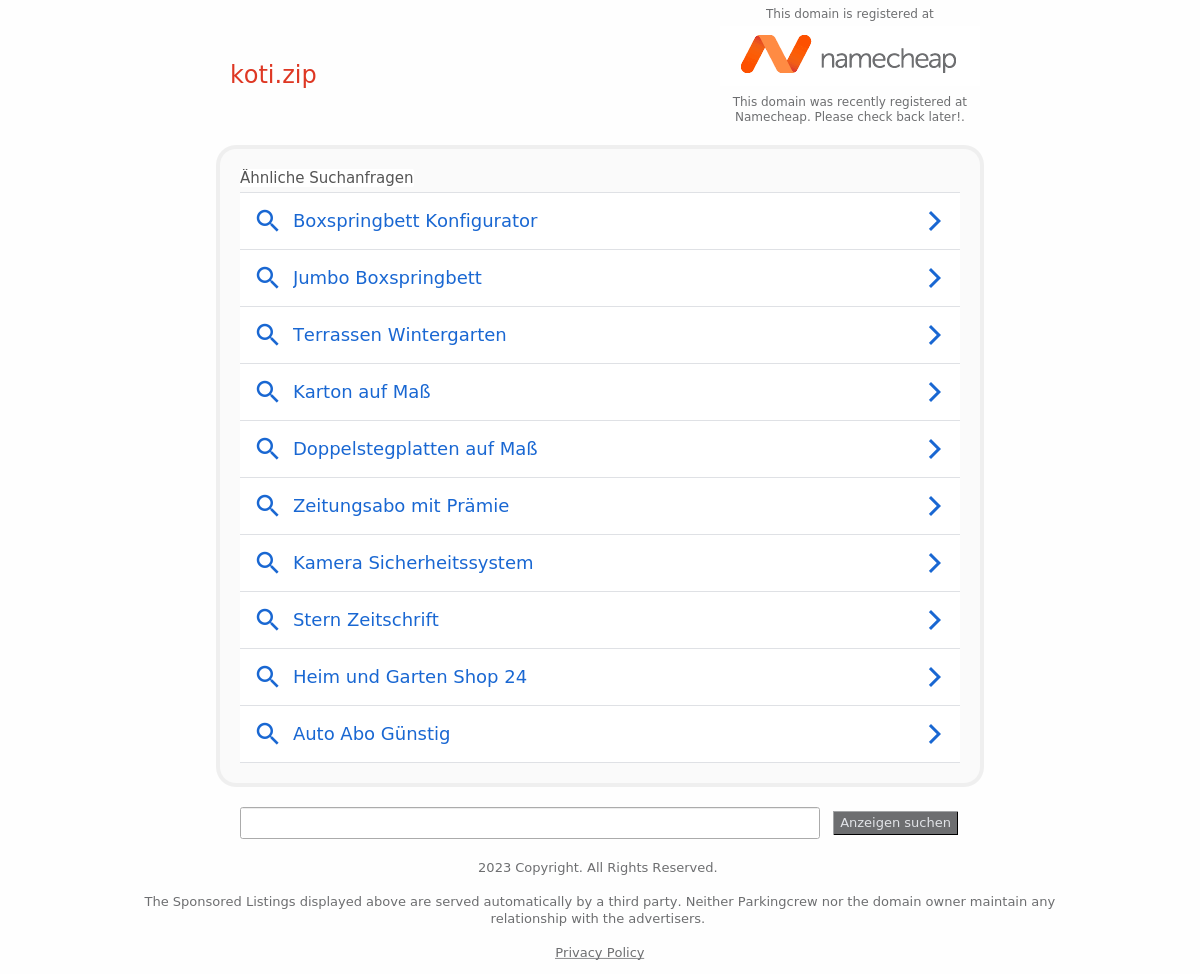 This domain is registered at
namecheap
koti.zip
This domain was recently registered at
Namecheap. Please check back later!.
Ähnliche Suchanfragen
Boxspringbett Konfigurator
Jumbo Boxspringbett
Terrassen Wintergarten
Karton auf Maß
Doppelstegplatten auf Maß
Zeitungsabo mit Prämie
Kamera Sicherheitssystem
Stern Zeitschrift
Heim und Garten Shop 24
Auto Abo Günstig
Anzeigen suchen
2023 Copyright. All Rights Reserved.
The Sponsored Listings displayed above are served automatically by a third party. Neither Parkingcrew nor the domain owner maintain any
relationship with the advertisers.
Privacy Policy